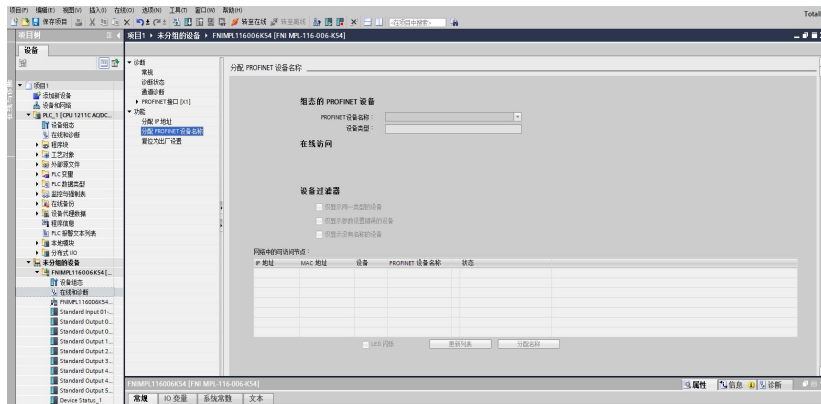 项目(P) 编辑(E) 视图(V) 插入(I) 在线(O) 选项(N) 工具(T) 窗口(W) 帮助(H)
Totall
保存项目 转至在线 转至离线 <在项目中搜索>
项目树
项目1 ▸ 未分组的设备 ▸ FNIMPL116006K54 [FNI MPL-116-006-K54]
设备
项目1
添加新设备
设备和网络
PLC_1 [CPU 1211C AC/DC...
设备组态
在线和诊断
程序块
工艺对象
外部源文件
PLC 变量
PLC 数据类型
监控与强制表
在线备份
设备代理数据
程序信息
PLC 报警文本列表
本地模块
分布式 I/O
未分组的设备
FNIMPL116006K54 [...
设备组态
在线和诊断
FNIMPL116006K54...
Standard Input 01-...
Standard Output 0...
Standard Output 0...
Standard Output 1...
Standard Output 2...
Standard Output 3...
Standard Output 4...
Standard Output 4...
Standard Output 5...
Device Status_1
诊断
常规
诊断状态
通道诊断
PROFINET 接口 [X1]
功能
分配 IP 地址
分配 PROFINET 设备名称
复位为出厂设置
分配 PROFINET 设备名称
组态的 PROFINET 设备
PROFINET 设备名称：
设备类型：
在线访问
设备过滤器
仅显示同一类型的设备
仅显示参数设置错误的设备
仅显示没有名称的设备
网络中的可访问节点：
IP 地址 MAC 地址 设备 PROFINET 设备名称 状态
LED 闪烁 更新列表 分配名称
FNIMPL116006K54 [FNI MPL-116-006-K54]
属性 信息 诊断
常规 IO 变量 系统常数 文本